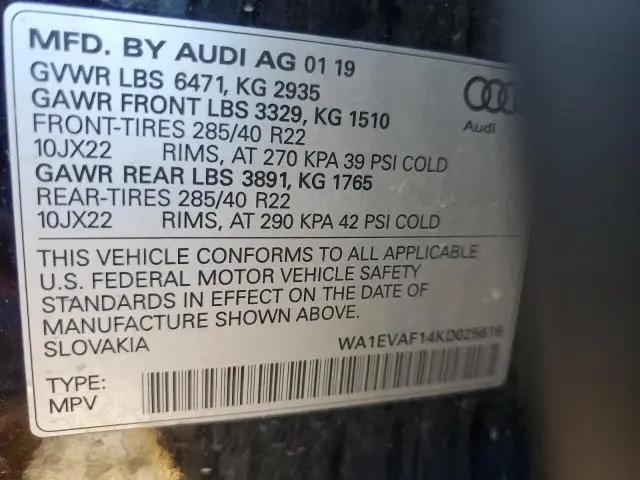 MFD. BY AUDI AG 01 19
GVWR LBS 6471, KG 2935
GAWR FRONT LBS 3329, KG 1510
FRONT-TIRES 285/40 R22
10JX22 RIMS, AT 270 KPA 39 PSI COLD
GAWR REAR LBS 3891, KG 1765
REAR-TIRES 285/40 R22
10JX22 RIMS, AT 290 KPA 42 PSI COLD
Audi
THIS VEHICLE CONFORMS TO ALL APPLICABLE
U.S. FEDERAL MOTOR VEHICLE SAFETY
STANDARDS IN EFFECT ON THE DATE OF
MANUFACTURE SHOWN ABOVE.
SLOVAKIA
WA1EVAF14KD025616
TYPE:
MPV